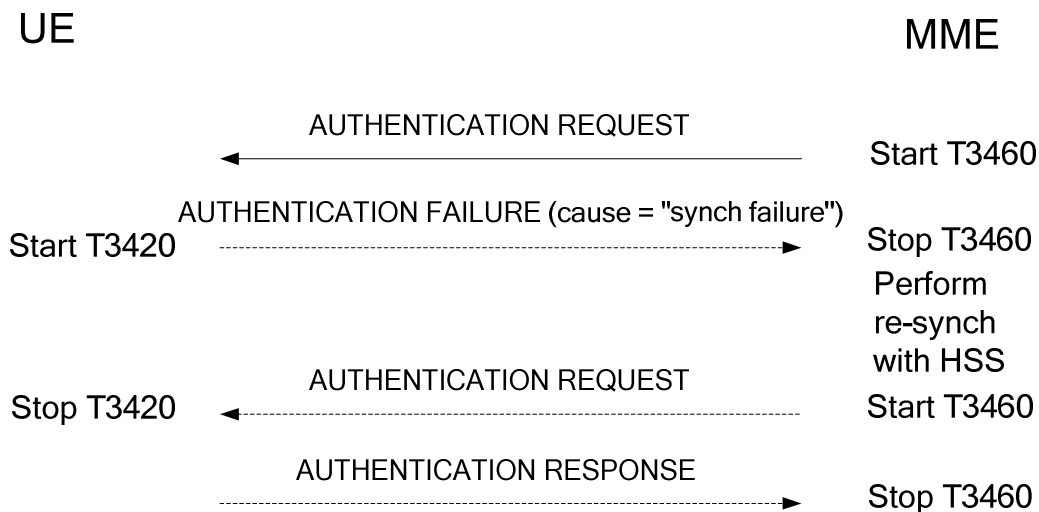 UE
MME
AUTHENTICATION REQUEST
Start T3460
AUTHENTICATION FAILURE (cause = "synch failure")
Start T3420
Stop T3460
Perform
re-synch
with HSS
AUTHENTICATION REQUEST
Stop T3420
Start T3460
AUTHENTICATION RESPONSE
Stop T3460